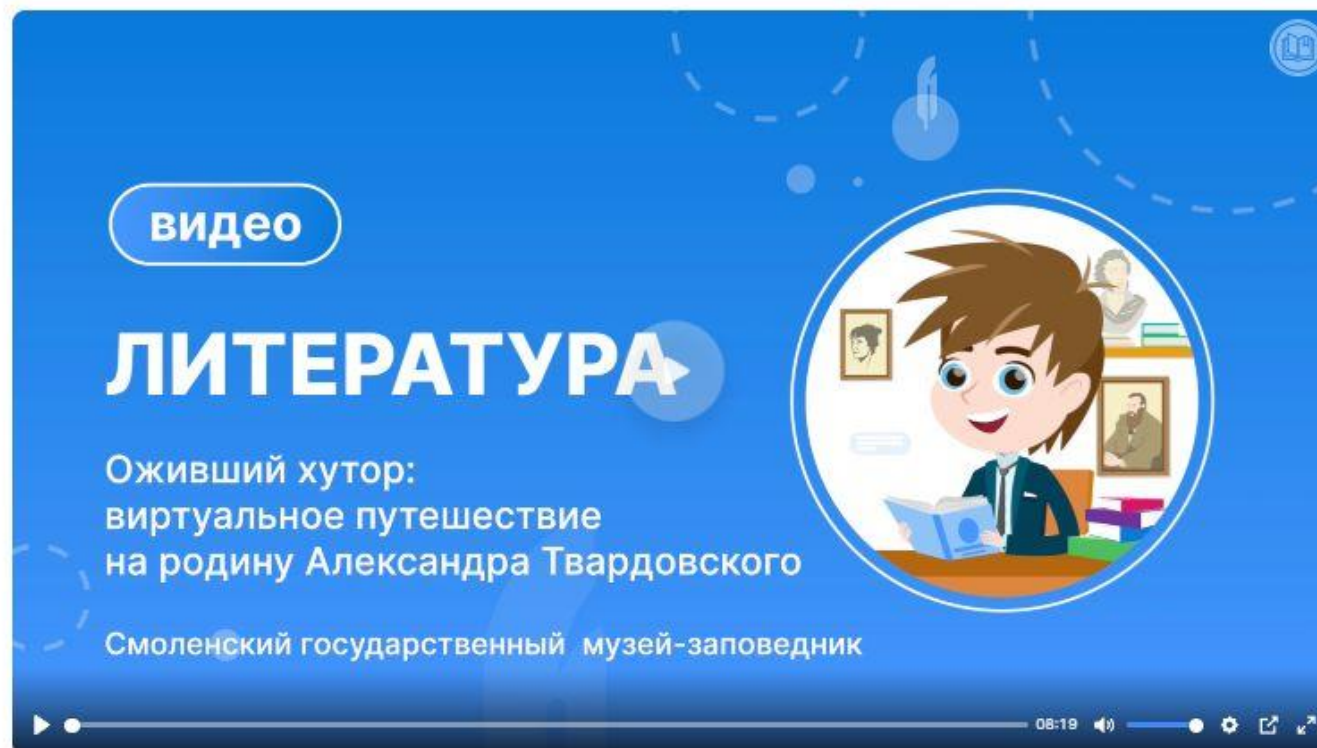 видео
ЛИТЕРАТУРА
Оживший хутор:
виртуальное путешествие
на родину Александра Твардовского
Смоленский государственный музей-заповедник
08:19